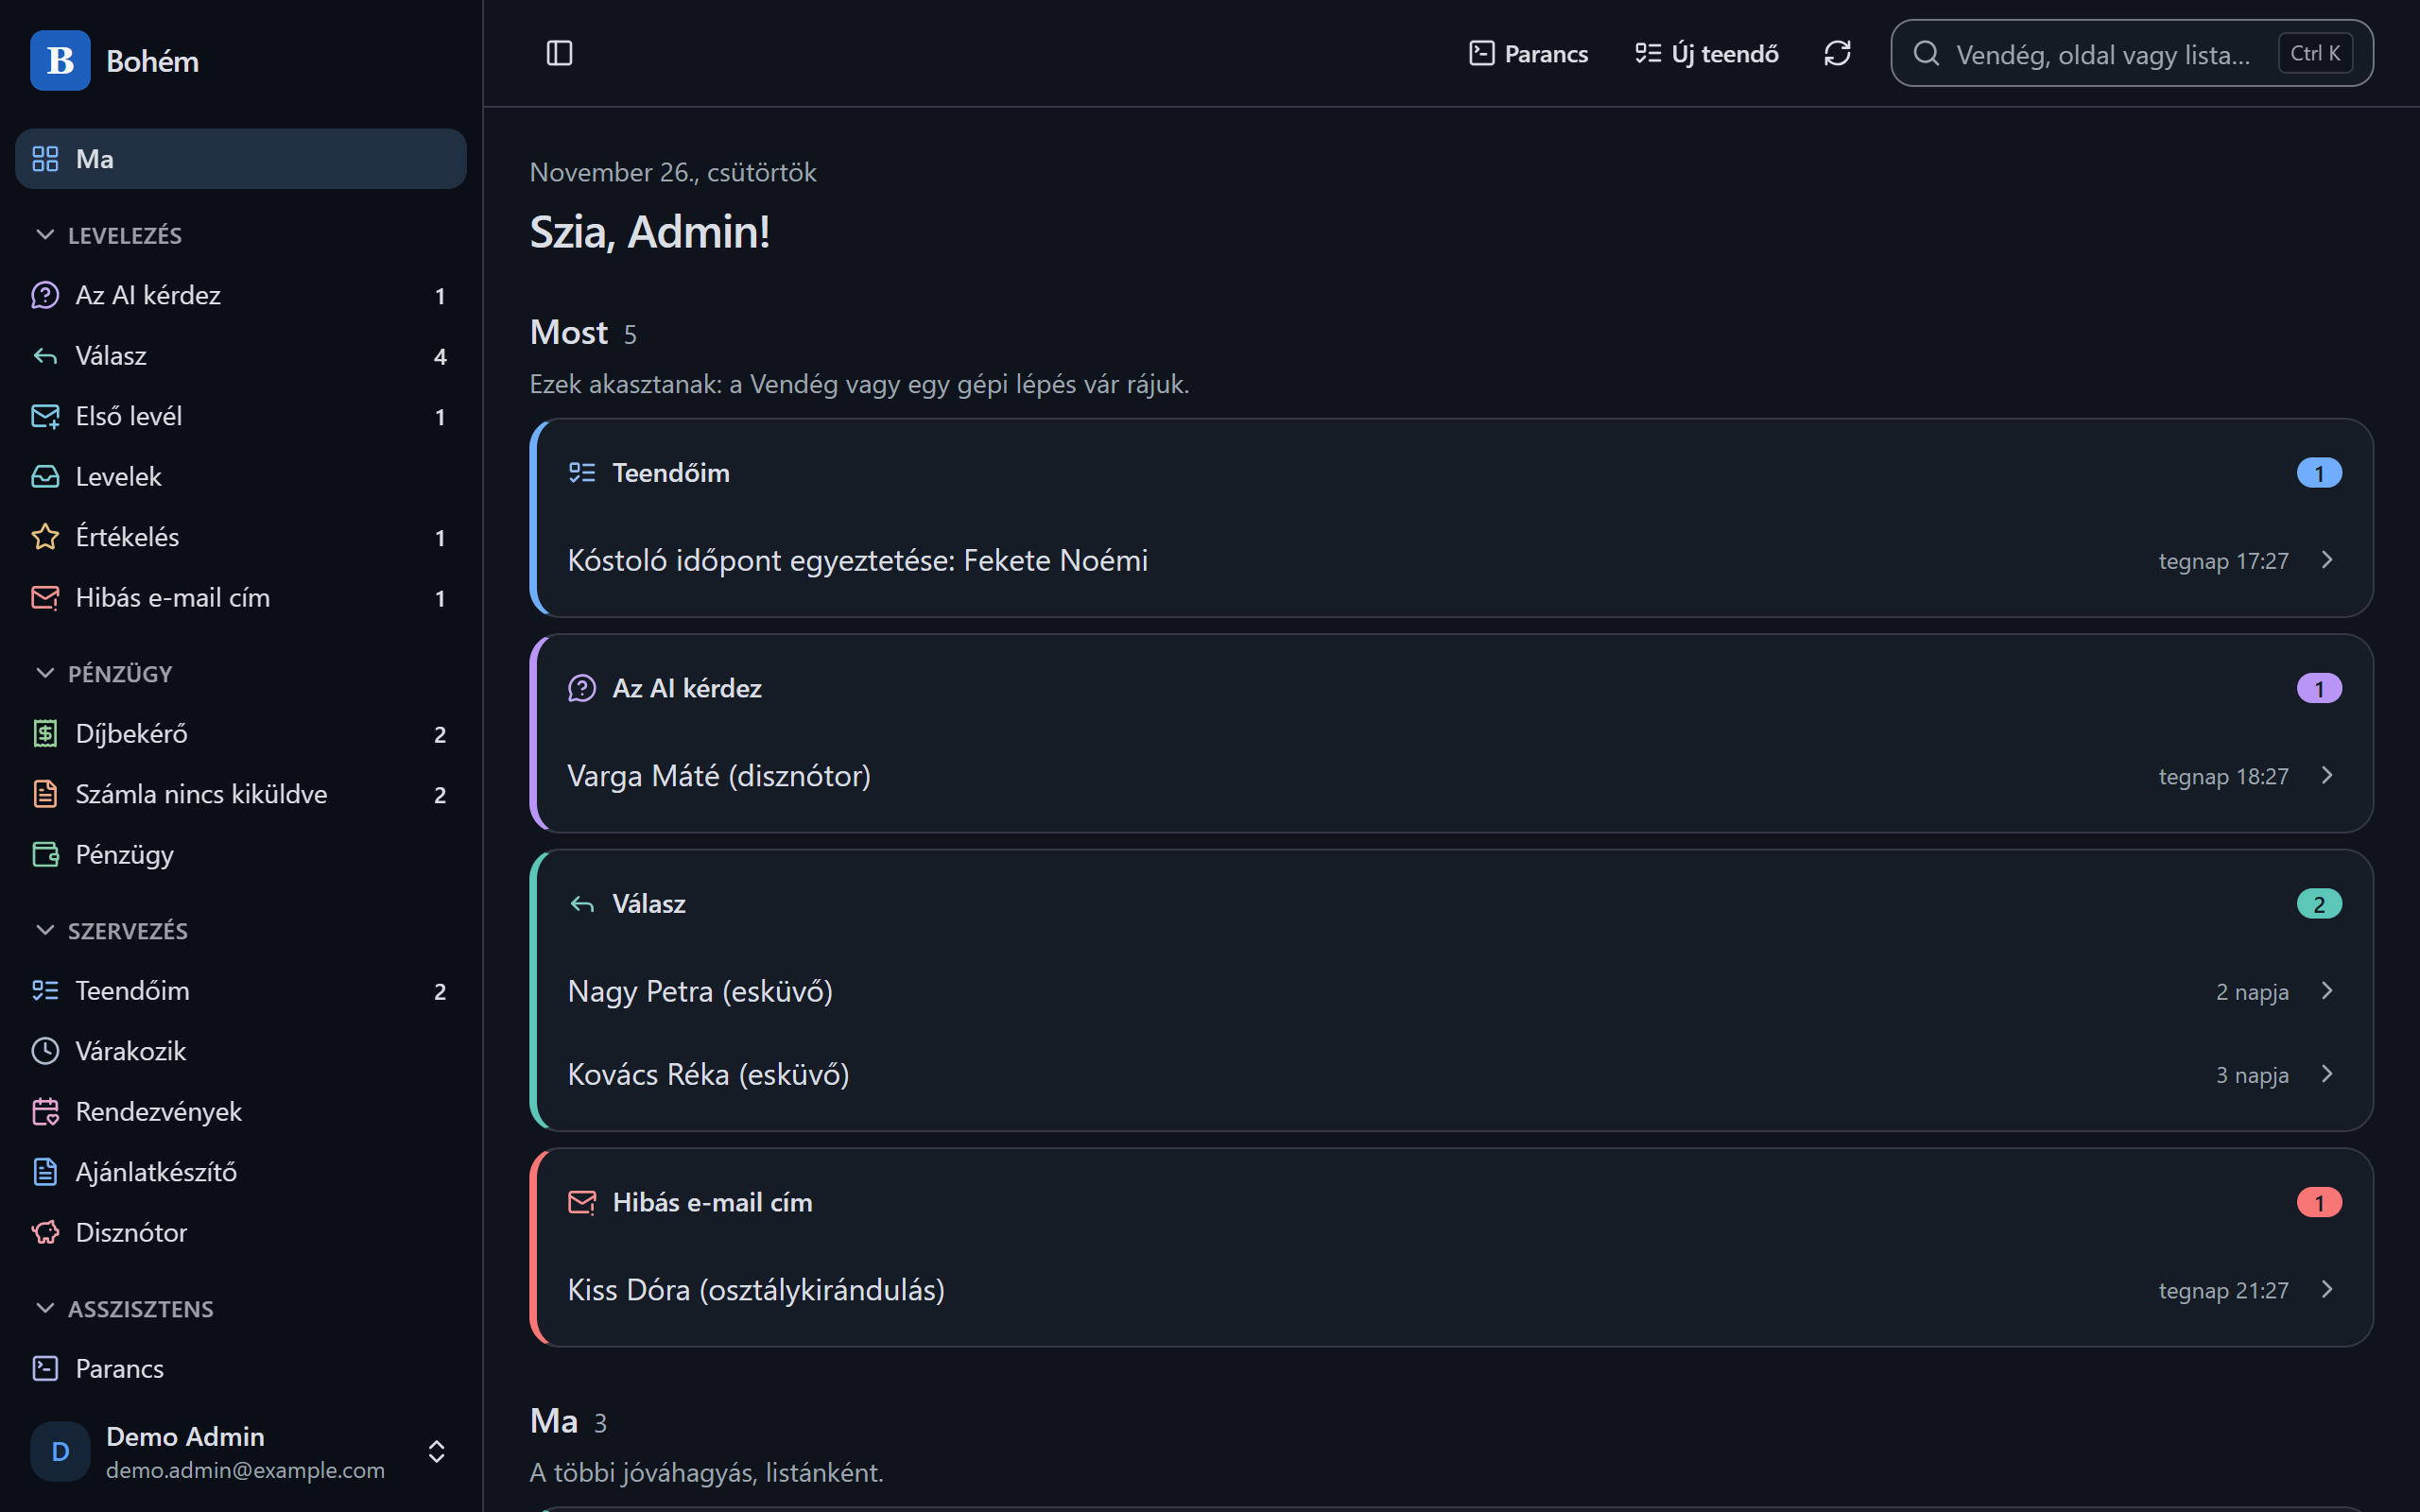 B Bohém
Ma
LEVELEZÉS
Az AI kérdez 1
Válasz 4
Első levél 1
Levelek
Értékelés 1
Hibás e-mail cím 1
PÉNZÜGY
Díjbekérő 2
Számla nincs kiküldve 2
Pénzügy
SZERVEZÉS
Teendőim 2
Várakozik
Rendezvények
Ajánlatkészítő
Disznótor
ASSZISZTENS
Parancs
D Demo Admin
demo.admin@example.com
Parancs Új teendő Vendég, oldal vagy lista... Ctrl K
November 26., csütörtök
Szia, Admin!
Most 5
Ezek akasztanak: a Vendég vagy egy gépi lépés vár rájuk.
Teendőim 1
Kóstoló időpont egyeztetése: Fekete Noémi tegnap 17:27
Az AI kérdez 1
Varga Máté (disznótor) tegnap 18:27
Válasz 2
Nagy Petra (esküvő) 2 napja
Kovács Réka (esküvő) 3 napja
Hibás e-mail cím 1
Kiss Dóra (osztálykirándulás) tegnap 21:27
Ma 3
A többi jóváhagyás, listánként.